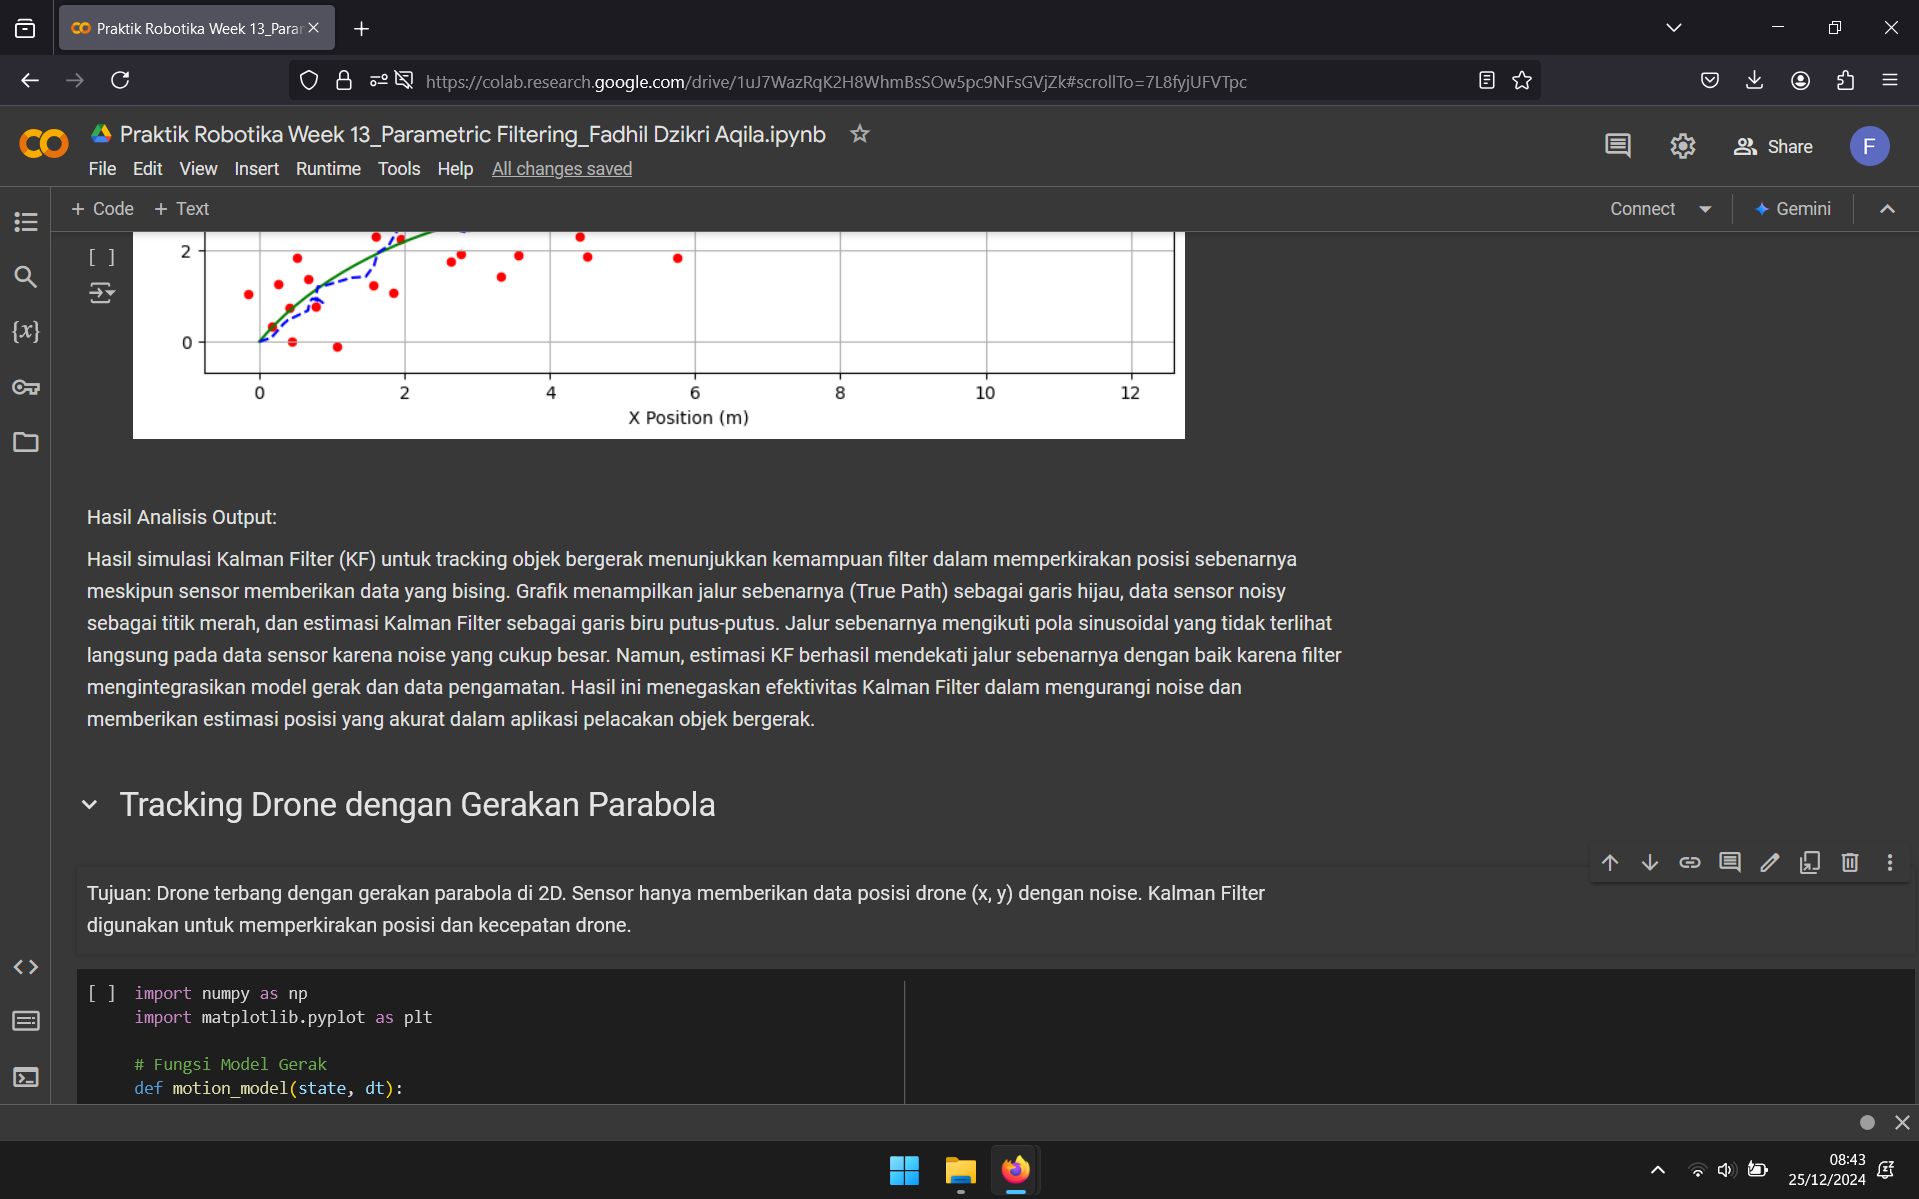 Praktik Robotika Week 13_Parar
https://colab.research.google.com/drive/1uJ7WazRqK2H8WhmBsSOw5pc9NFsGVjZk#scrollTo=7L8fyjUFVTpc
Praktik Robotika Week 13_Parametric Filtering_Fadhil Dzikri Aqila.ipynb
File Edit View Insert Runtime Tools Help All changes saved
Share
F
+ Code + Text
Connect
Gemini
[ ]
2
0
0 2 4 6 8 10 12
X Position (m)
Hasil Analisis Output:
Hasil simulasi Kalman Filter (KF) untuk tracking objek bergerak menunjukkan kemampuan filter dalam memperkirakan posisi sebenarnya
meskipun sensor memberikan data yang bising. Grafik menampilkan jalur sebenarnya (True Path) sebagai garis hijau, data sensor noisy
sebagai titik merah, dan estimasi Kalman Filter sebagai garis biru putus-putus. Jalur sebenarnya mengikuti pola sinusoidal yang tidak terlihat
langsung pada data sensor karena noise yang cukup besar. Namun, estimasi KF berhasil mendekati jalur sebenarnya dengan baik karena filter
mengintegrasikan model gerak dan data pengamatan. Hasil ini menegaskan efektivitas Kalman Filter dalam mengurangi noise dan
memberikan estimasi posisi yang akurat dalam aplikasi pelacakan objek bergerak.
Tracking Drone dengan Gerakan Parabola
Tujuan: Drone terbang dengan gerakan parabola di 2D. Sensor hanya memberikan data posisi drone (x, y) dengan noise. Kalman Filter
digunakan untuk memperkirakan posisi dan kecepatan drone.
[ ] import numpy as np
import matplotlib.pyplot as plt
# Fungsi Model Gerak
def motion_model(state, dt):
08:43
25/12/2024